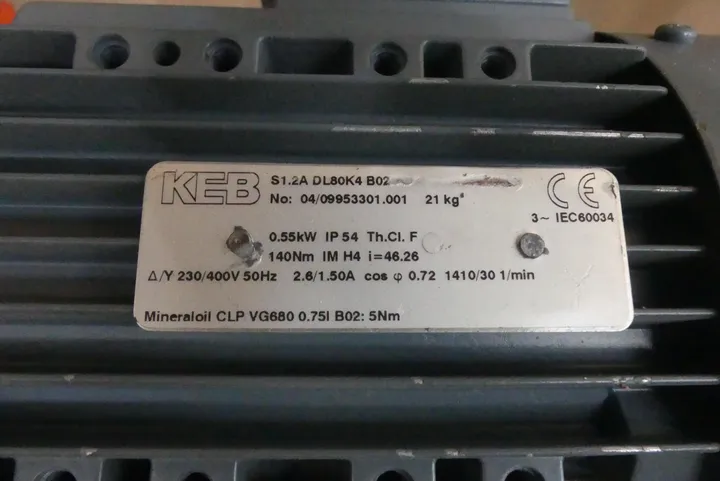 KEB
S1.2A DL80K4 B02
No: 04/09953301.001 21 kg
CE
3~ IEC60034
0.55kW IP 54 Th.Cl. F
140Nm IM H4 i=46.26
Δ/Y 230/400V 50Hz 2.6/1.50A cos φ 0.72 1410/30 1/min
Mineraloil CLP VG680 0.75l B02: 5Nm